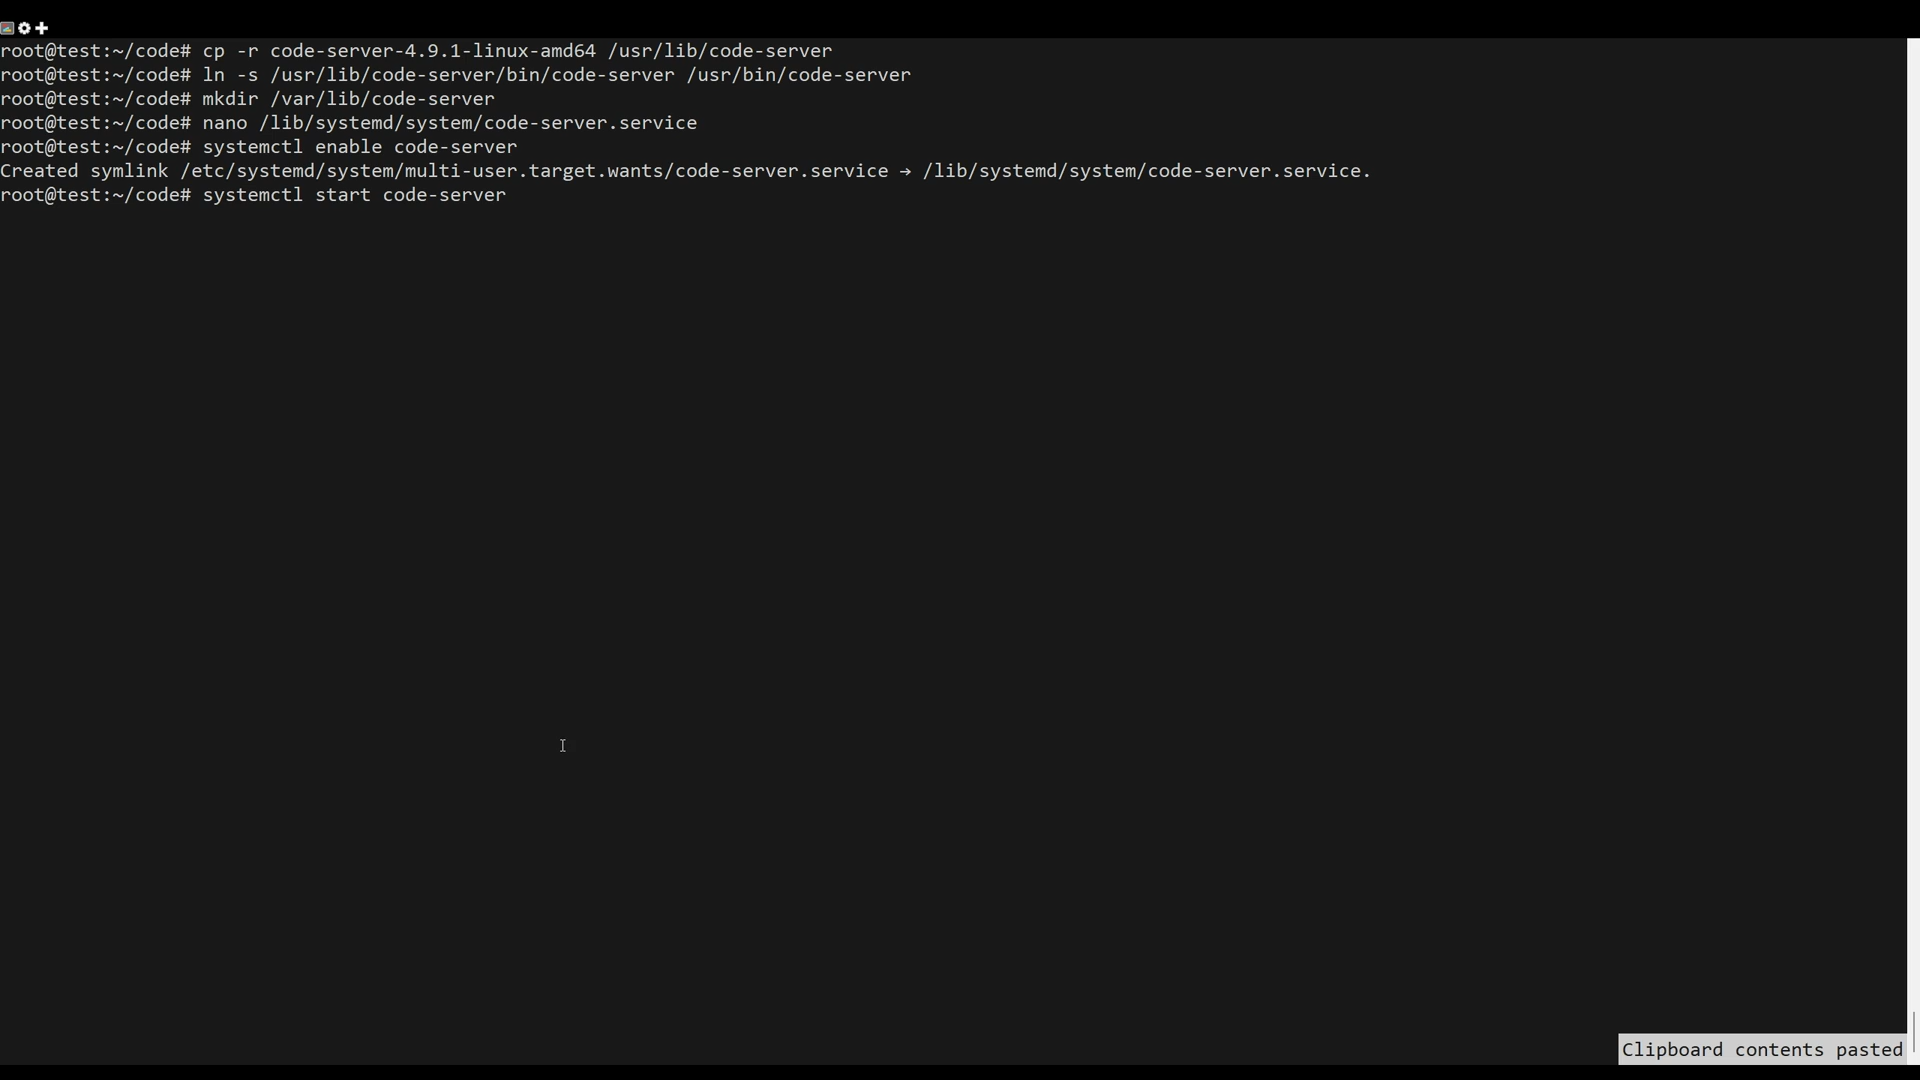 root@test:~/code# cp -r code-server-4.9.1-linux-amd64 /usr/lib/code-server
root@test:~/code# ln -s /usr/lib/code-server/bin/code-server /usr/bin/code-server
root@test:~/code# mkdir /var/lib/code-server
root@test:~/code# nano /lib/systemd/system/code-server.service
root@test:~/code# systemctl enable code-server
Created symlink /etc/systemd/system/multi-user.target.wants/code-server.service → /lib/systemd/system/code-server.service.
root@test:~/code# systemctl start code-server
Clipboard contents pasted